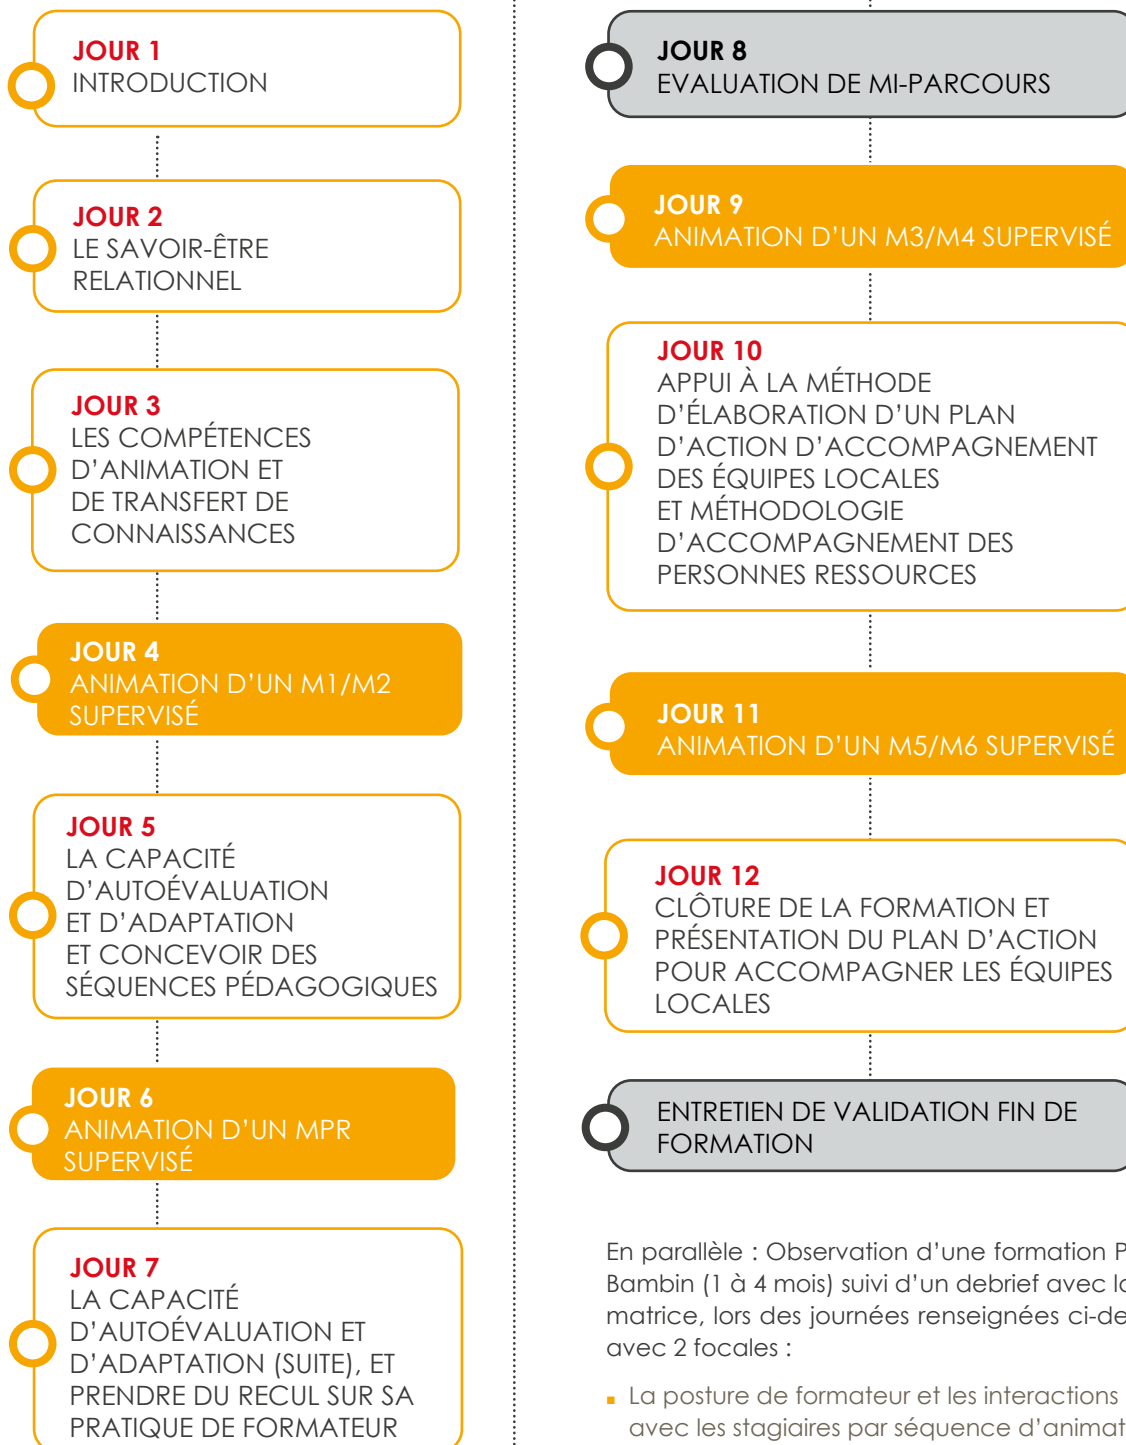 JOUR 1
INTRODUCTION
JOUR 2
LE SAVOIR-ÊTRE
RELATIONNEL
JOUR 3
LES COMPÉTENCES
D’ANIMATION ET
DE TRANSFERT DE
CONNAISSANCES
JOUR 4
ANIMATION D’UN M1/M2
SUPERVISÉ
JOUR 5
LA CAPACITÉ
D’AUTOÉVALUATION
ET D’ADAPTATION
ET CONCEVOIR DES
SÉQUENCES PÉDAGOGIQUES
JOUR 6
ANIMATION D’UN MPR
SUPERVISÉ
JOUR 7
LA CAPACITÉ
D’AUTOÉVALUATION ET
D’ADAPTATION (SUITE), ET
PRENDRE DU RECUL SUR SA
PRATIQUE DE FORMATEUR
JOUR 8
EVALUATION DE MI-PARCOURS
JOUR 9
ANIMATION D’UN M3/M4 SUPERVISÉ
JOUR 10
APPUI À LA MÉTHODE
D’ÉLABORATION D’UN PLAN
D’ACTION D’ACCOMPAGNEMENT
DES ÉQUIPES LOCALES
ET MÉTHODOLOGIE
D’ACCOMPAGNEMENT DES
PERSONNES RESSOURCES
JOUR 11
ANIMATION D’UN M5/M6 SUPERVISÉ
JOUR 12
CLÔTURE DE LA FORMATION ET
PRÉSENTATION DU PLAN D’ACTION
POUR ACCOMPAGNER LES ÉQUIPES
LOCALES
ENTRETIEN DE VALIDATION FIN DE
FORMATION
En parallèle : Observation d’une formation
Bambin (1 à 4 mois) suivi d’un debrief avec
matrice, lors des journées renseignées
avec 2 focales :
La posture de formateur et les interactions
avec les stagiaires par séquence